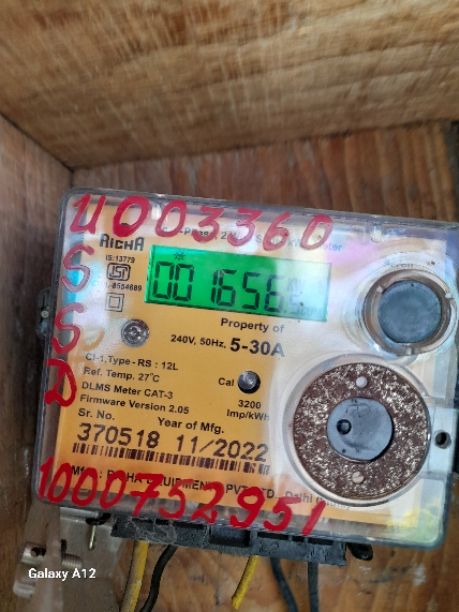 U003360
S
S
D
RICHA
IS:13779
Property of
240V, 50Hz, 5-30A
Cl-1,Type-RS : 12L
Ref. Temp. 27°C
DLMS Meter CAT-3
Firmware Version 2.05
Cal
3200
Imp/kWh
Sr. No. Year of Mfg.
370518 11/2022
1000752951
Galaxy A12